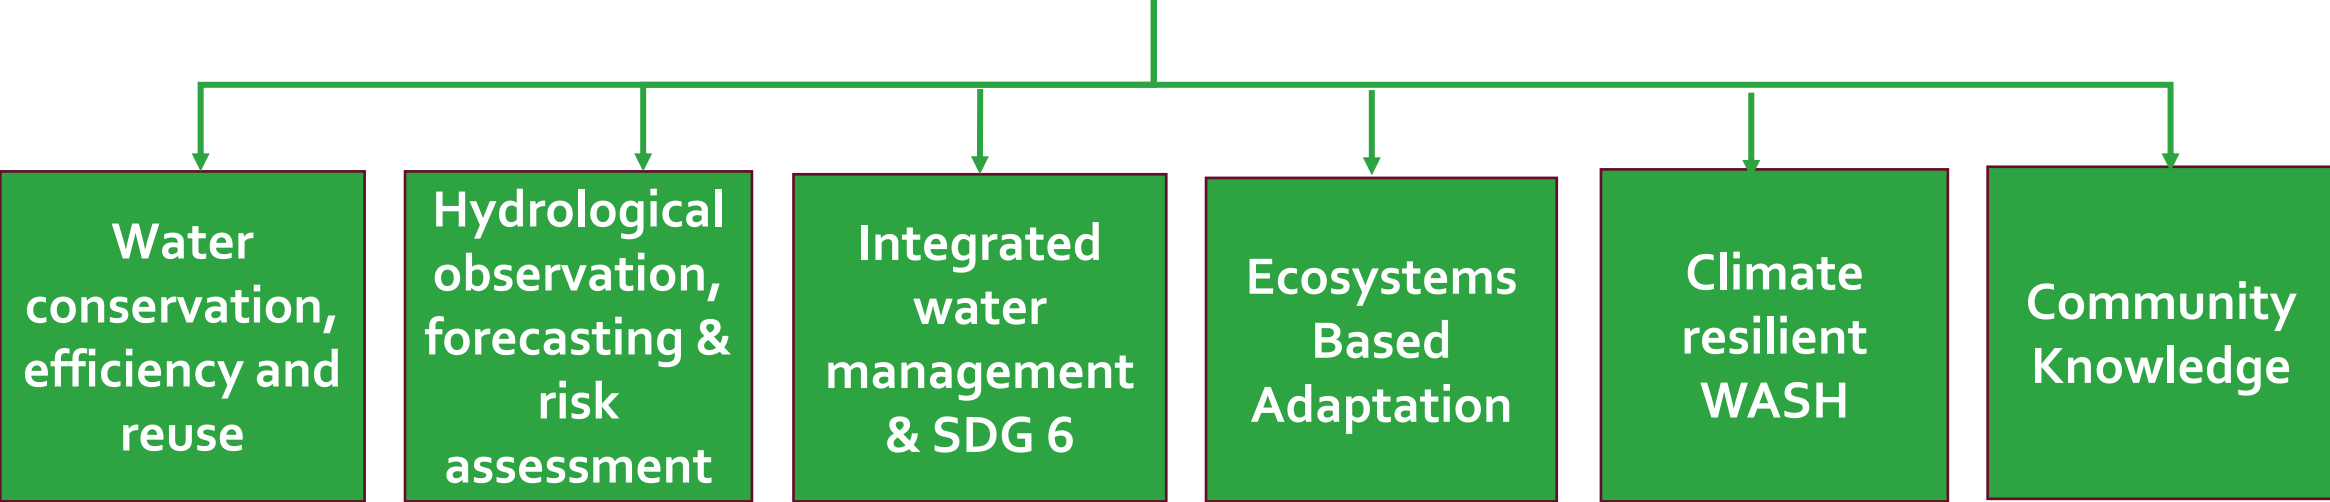 Water
conservation,
efficiency and
reuse
Hydrological
observation,
forecasting &
risk
assessment
Integrated
water
management
& SDG 6
Ecosystems
Based
Adaptation
Climate
resilient
WASH
Community
Knowledge